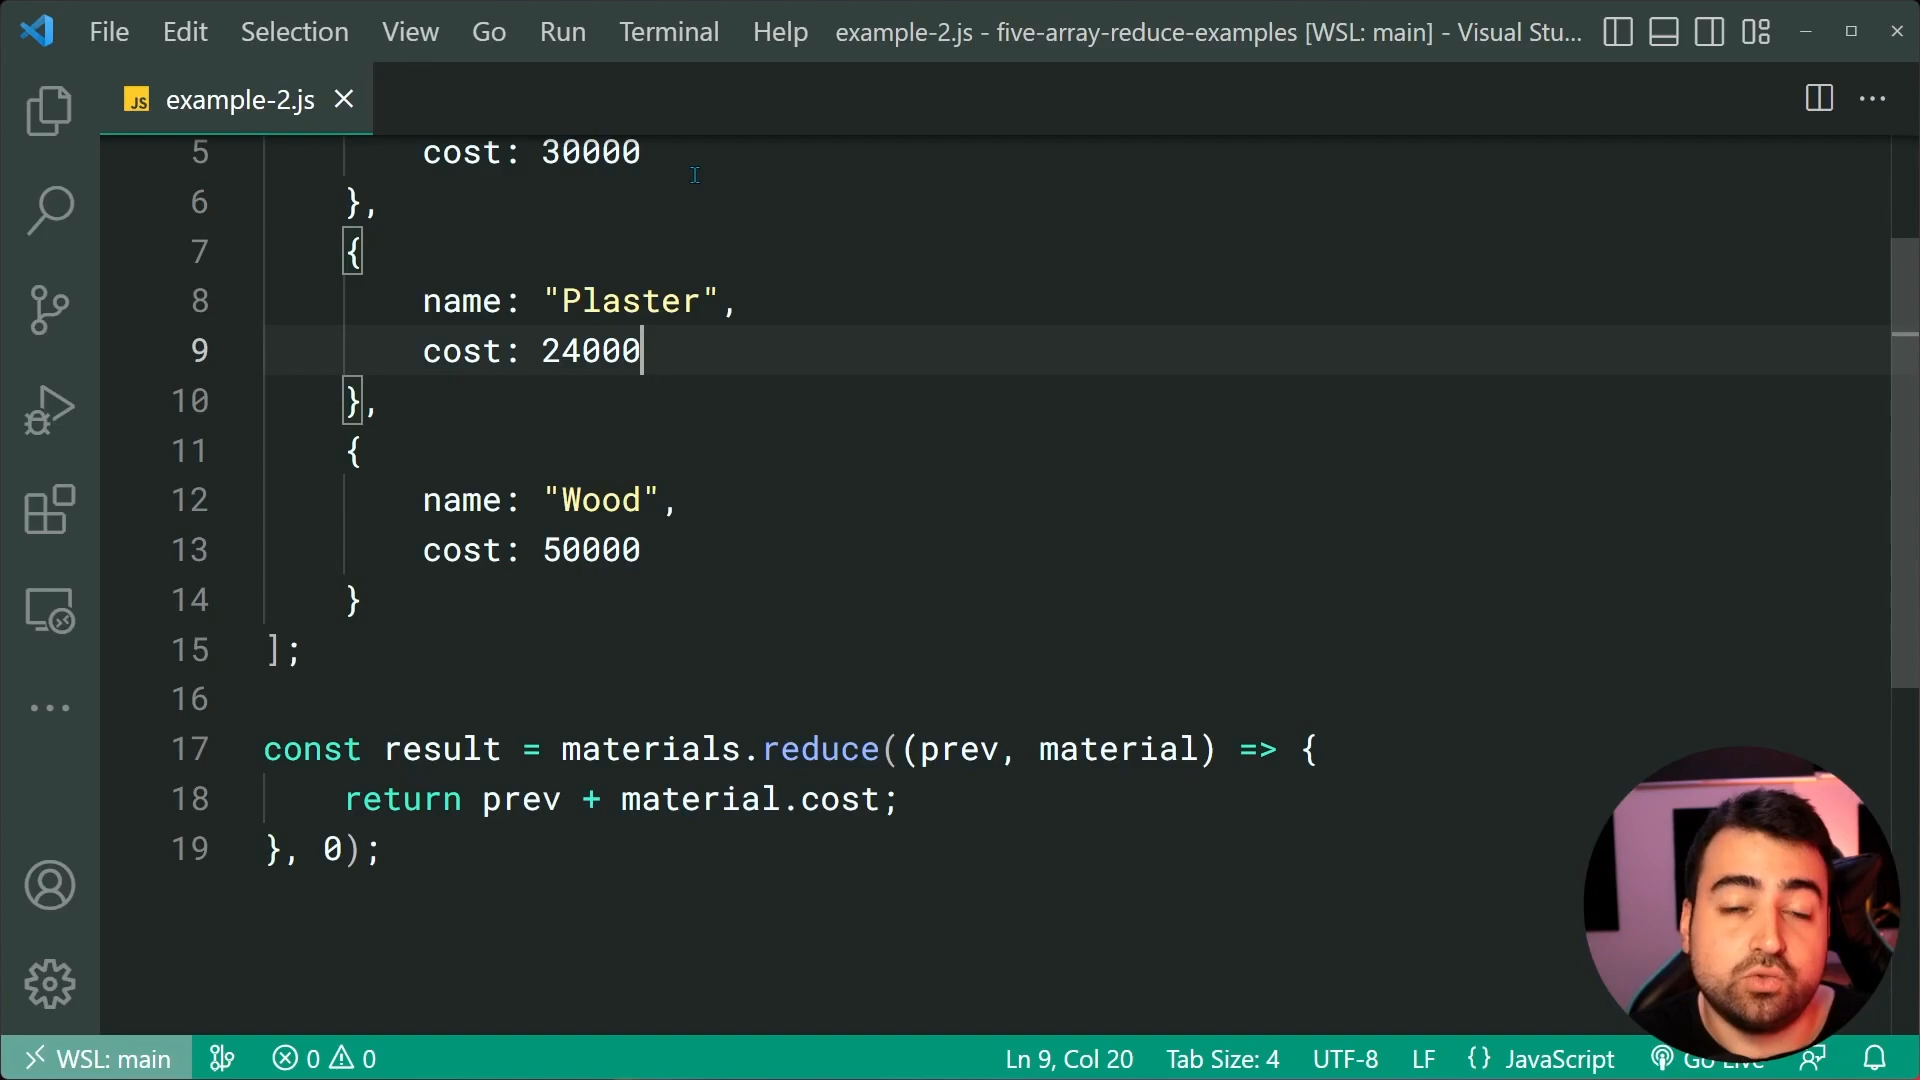 File Edit Selection View Go Run Terminal Help example-2.js - five-array-reduce-examples [WSL: main] - Visual Stu...
JS example-2.js
5 cost: 30000
6 },
7 {
8 name: "Plaster",
9 cost: 24000
10 },
11 {
12 name: "Wood",
13 cost: 50000
14 }
15 ];
16
17 const result = materials.reduce((prev, material) => {
18 return prev + material.cost;
19 }, 0);
WSL: main 0 0 Ln 9, Col 20 Tab Size: 4 UTF-8 LF {} JavaScript Go Live